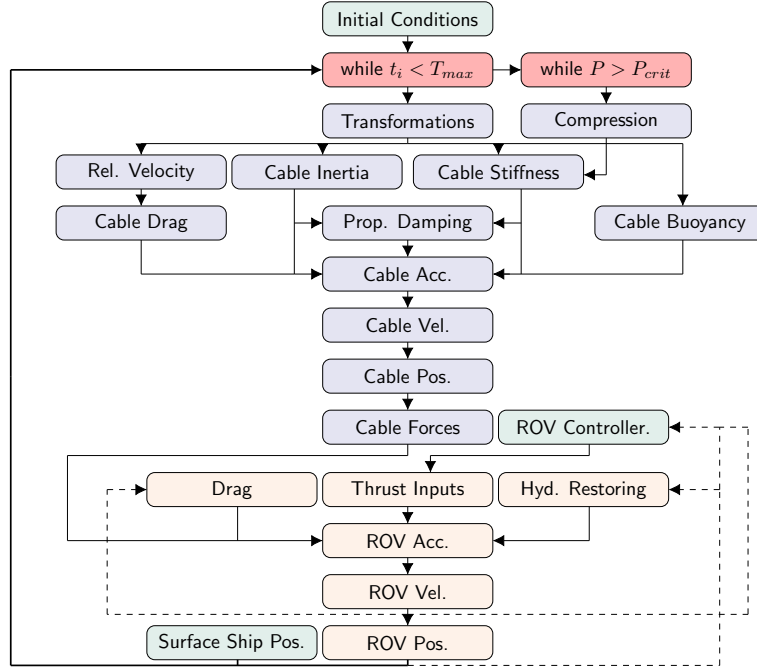 Initial Conditions
while $t_i < T_{max}$
while $P > P_{crit}$
Transformations
Compression
Rel. Velocity
Cable Inertia
Cable Stiffness
Cable Drag
Prop. Damping
Cable Buoyancy
Cable Acc.
Cable Vel.
Cable Pos.
Cable Forces
ROV Controller.
Drag
Thrust Inputs
Hyd. Restoring
ROV Acc.
ROV Vel.
Surface Ship Pos.
ROV Pos.